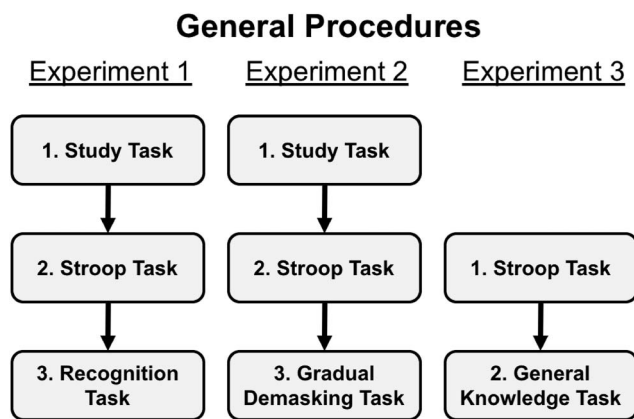 General Procedures
Experiment 1
Experiment 2
Experiment 3
1. Study Task
1. Study Task
2. Stroop Task
2. Stroop Task
1. Stroop Task
3. Recognition
Task
3. Gradual
Demasking Task
2. General
Knowledge Task